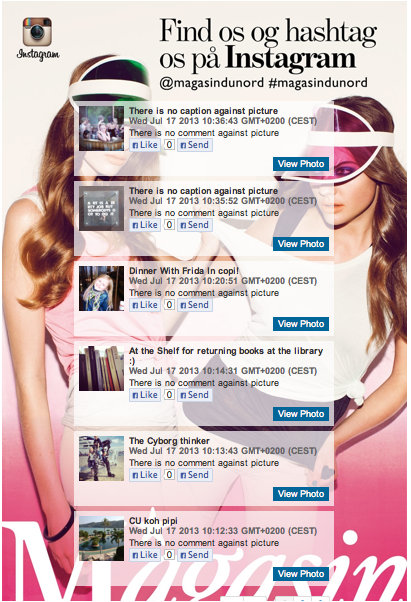 Instagram
Find os og hashtag
os på Instagram
@magasindunord #magasindunord
There is no caption against picture
Wed Jul 17 2013 10:36:43 GMT+0200 (CEST)
There is no comment against picture
Like 0 Send
View Photo
There is no caption against picture
Wed Jul 17 2013 10:35:52 GMT+0200 (CEST)
There is no comment against picture
Like 0 Send
View Photo
Dinner With Frida In copi!
Wed Jul 17 2013 10:20:51 GMT+0200 (CEST)
There is no comment against picture
Like 0 Send
View Photo
At the Shelf for returning books at the library
:)
Wed Jul 17 2013 10:14:31 GMT+0200 (CEST)
There is no comment against picture
Like 0 Send
View Photo
The Cyborg thinker
Wed Jul 17 2013 10:13:43 GMT+0200 (CEST)
There is no comment against picture
Like 0 Send
View Photo
CU koh pipi
Wed Jul 17 2013 10:12:33 GMT+0200 (CEST)
There is no comment against picture
Like 0 Send
View Photo
Magasin